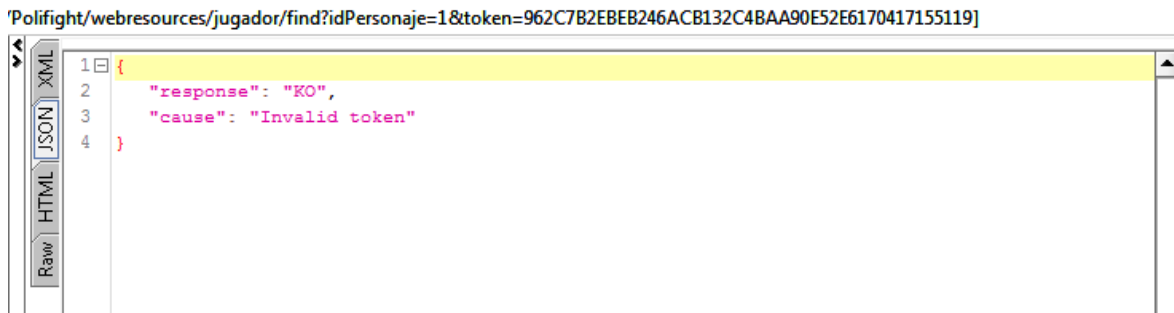 'Polifight/webresources/jugador/find?idPersonaje=1&token=962C7B2EBEB246ACB132C4BAA90E52E6170417155119]
XML
JSON
HTML
Raw
1 {
2 "response": "KO",
3 "cause": "Invalid token"
4 }